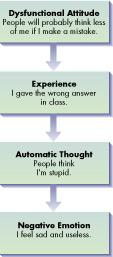 Dysfunctional Attitude
People will probably think less
of me if I make a mistake.
Experience
I gave the wrong answer
in class.
Automatic Thought
People think
I'm stupid.
Negative Emotion
I feel sad and useless.